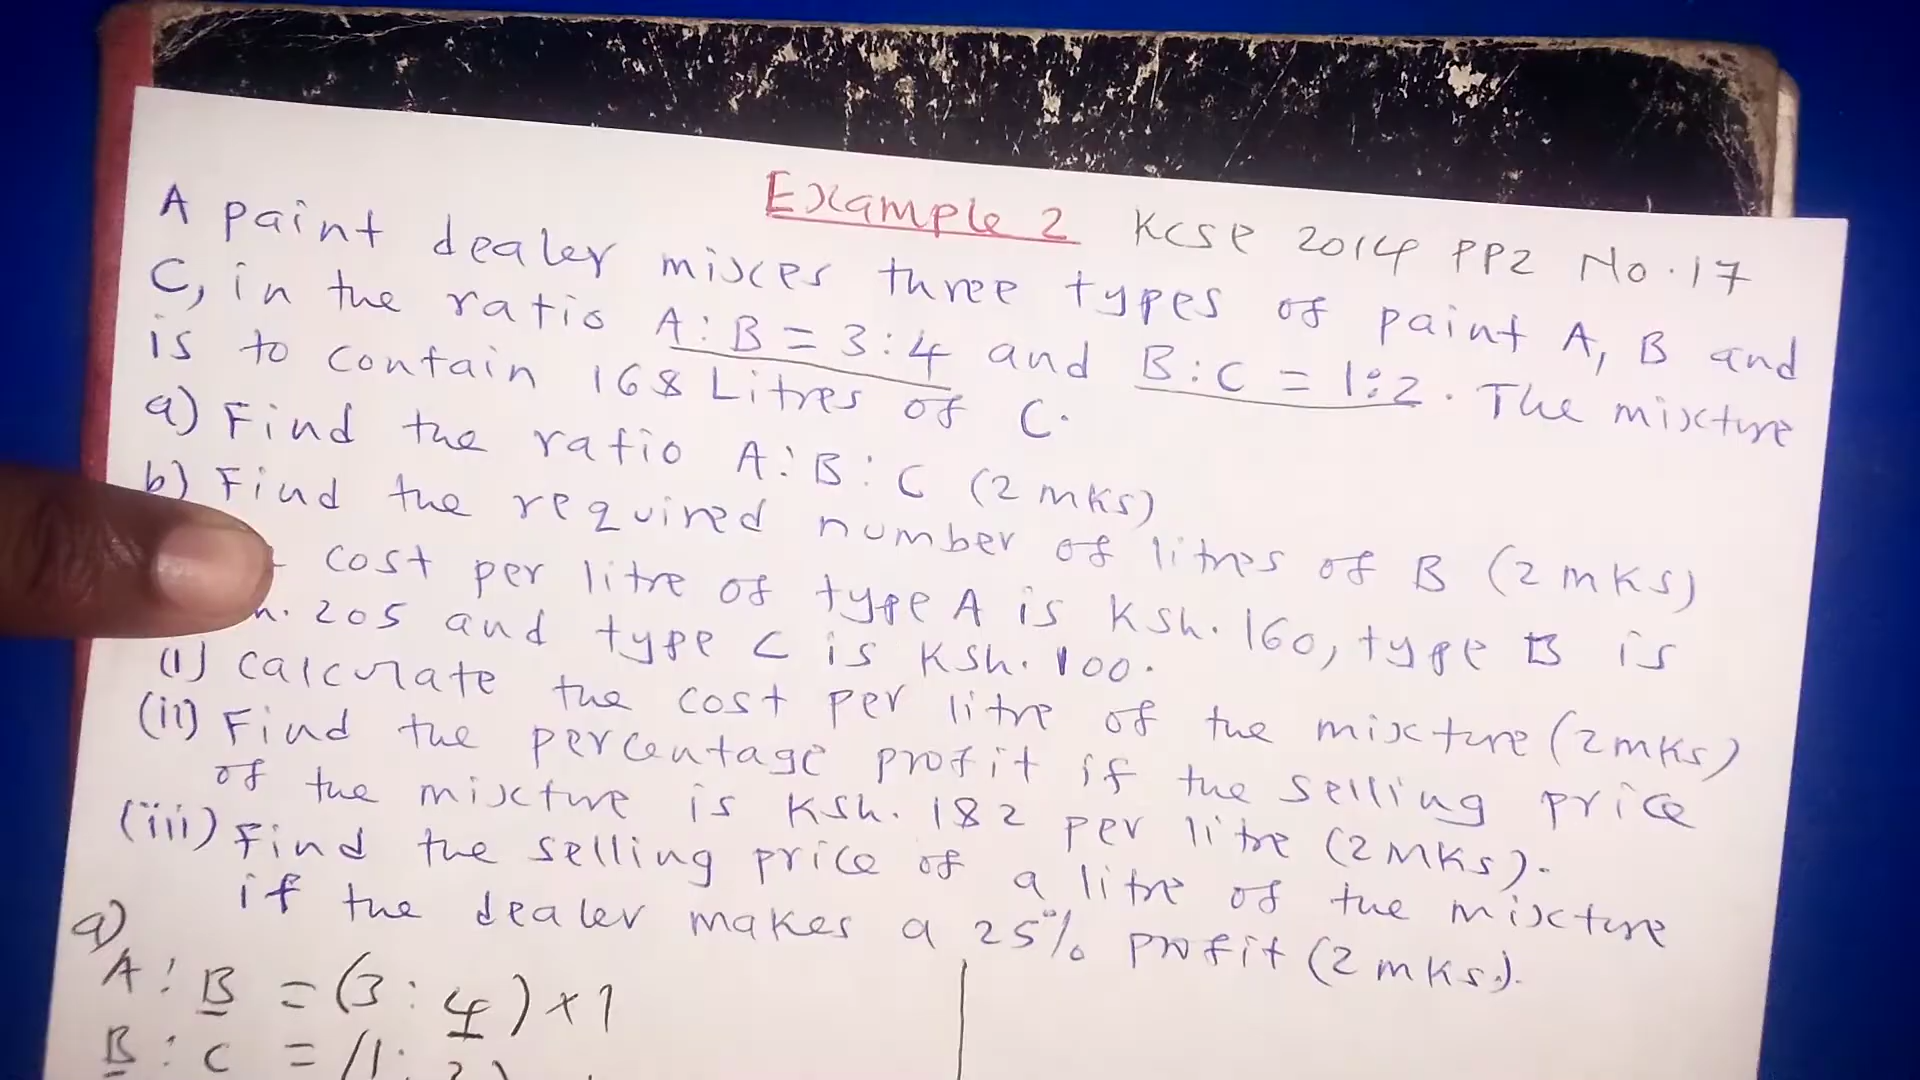 Example 2 KCSE 2014 PP2 No.17
A paint dealer mixes three types of paint A, B and
C, in the ratio A:B = 3:4 and B:C = 1:2. The mixture
is to contain 168 Litres of C.
a) Find the ratio A:B:C (2 mks)
b) Find the required number of litres of B (2 mks)
cost per litre of type A is Ksh. 160, type B is
205 and type C is Ksh. 100.
(i) calculate the cost per litre of the mixture (2mks)
(ii) Find the percentage profit if the selling price
of the mixture is Ksh. 182 per litre (2mks).
(iii) Find the selling price of a litre of the mixture
if the dealer makes a 25% profit (2mks).
a)
A:B = (3:4)×1
B:C = (1:2)